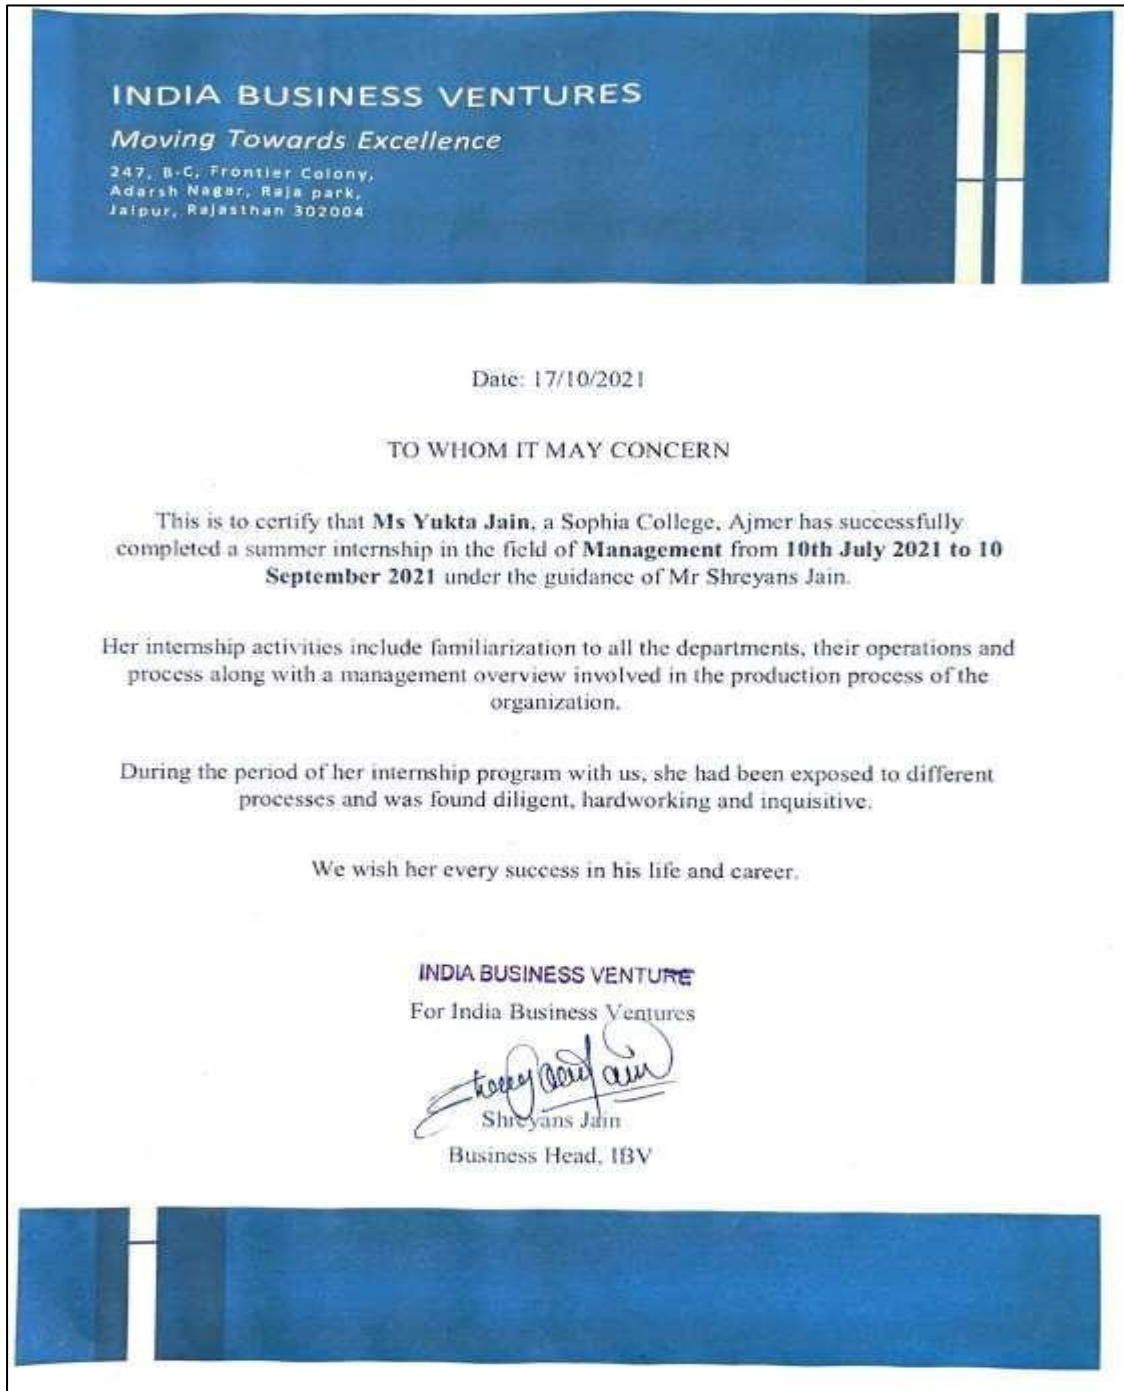 INDIA BUSINESS VENTURES
Moving Towards Excellence
247, B-C, Frontier Colony,
Adarsh Nagar, Raja park,
Jaipur, Rajasthan 302004
Date: 17/10/2021
TO WHOM IT MAY CONCERN
This is to certify that Ms Yukta Jain, a Sophia College, Ajmer has successfully
completed a summer internship in the field of Management from 10th July 2021 to 10
September 2021 under the guidance of Mr Shreyans Jain.
Her internship activities include familiarization to all the departments, their operations and
process along with a management overview involved in the production process of the
organization.
During the period of her internship program with us, she had been exposed to different
processes and was found diligent, hardworking and inquisitive.
We wish her every success in his life and career.
INDIA BUSINESS VENTURE
For India Business Ventures
Shreyans Jain
Business Head, IBV